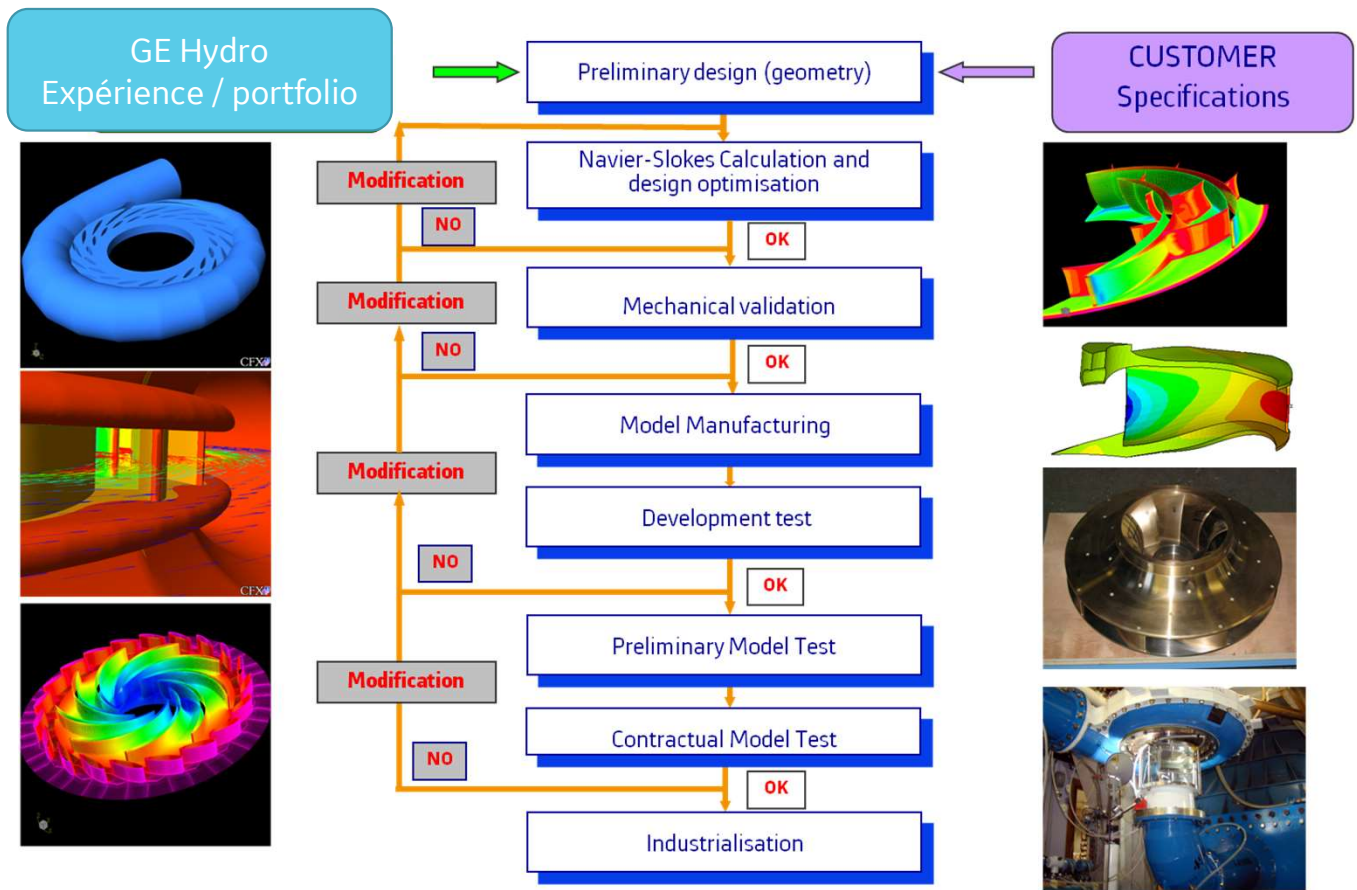 GE Hydro
Expérience / portfolio
Preliminary design (geometry)
CUSTOMER
Specifications
Navier-Slokes Calculation and
design optimisation
Modification
NO
OK
Mechanical validation
Modification
NO
OK
Model Manufacturing
Modification
Development test
NO
OK
Preliminary Model Test
Modification
Contractual Model Test
NO
OK
Industrialisation
CFX
CFX